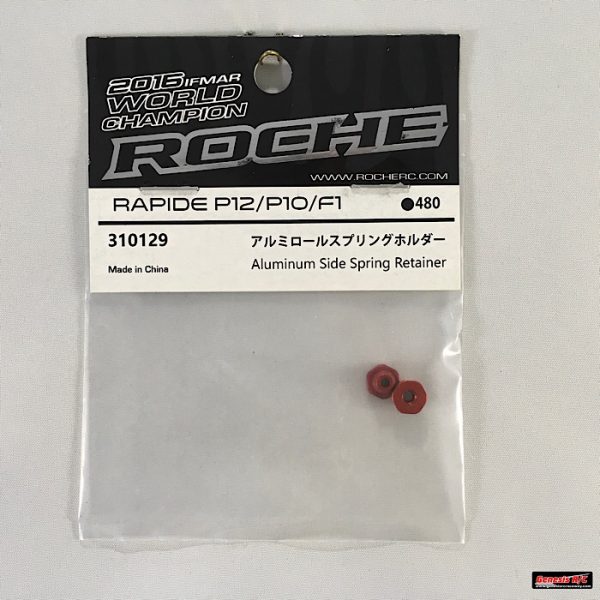 2016 IFMAR
WORLD
CHAMPION
ROCHE
WWW.ROCHERC.COM
RAPIDE P12/P10/F1 ●480
310129 アルミロールスプリングホルダー
Made in China Aluminum Side Spring Retainer
Genesis R/C